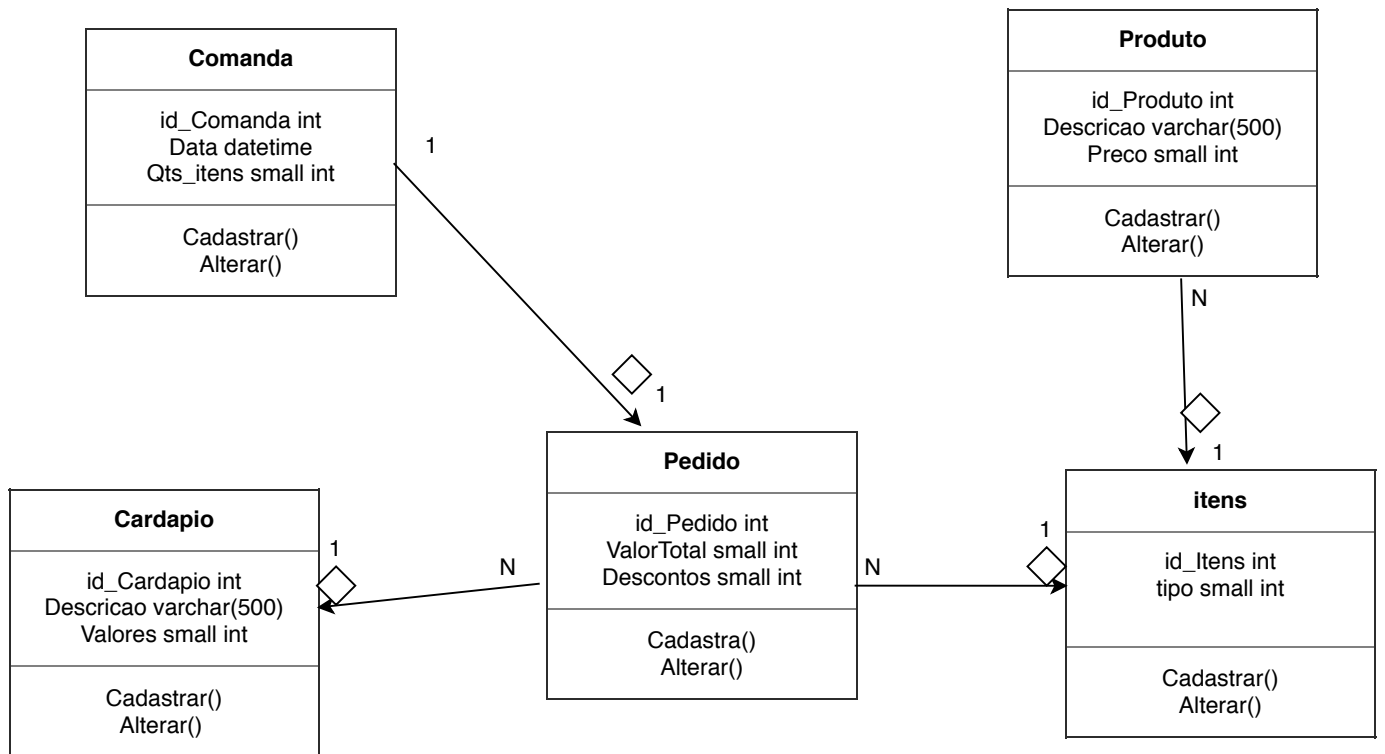 Comanda
id_Comanda int
Data datetime
Qts_itens small int
Cadastrar()
Alterar()
1
1
Produto
id_Produto int
Descricao varchar(500)
Preco small int
Cadastrar()
Alterar()
N
1
Cardapio
id_Cardapio int
Descricao varchar(500)
Valores small int
Cadastrar()
Alterar()
1
N
Pedido
id_Pedido int
ValorTotal small int
Descontos small int
Cadastra()
Alterar()
N
1
itens
id_Itens int
tipo small int
Cadastrar()
Alterar()